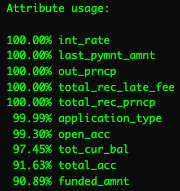 Attribute usage:
100.00% int_rate
100.00% last_pymnt_amnt
100.00% out_prncp
100.00% total_rec_late_fee
100.00% total_rec_prncp
99.99% application_type
99.30% open_acc
97.45% tot_cur_bal
91.63% total_acc
90.89% funded_amnt